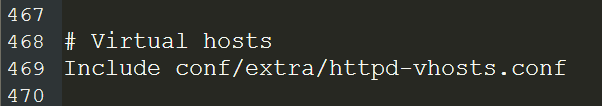 467
468 # Virtual hosts
469 Include conf/extra/httpd-vhosts.conf
470